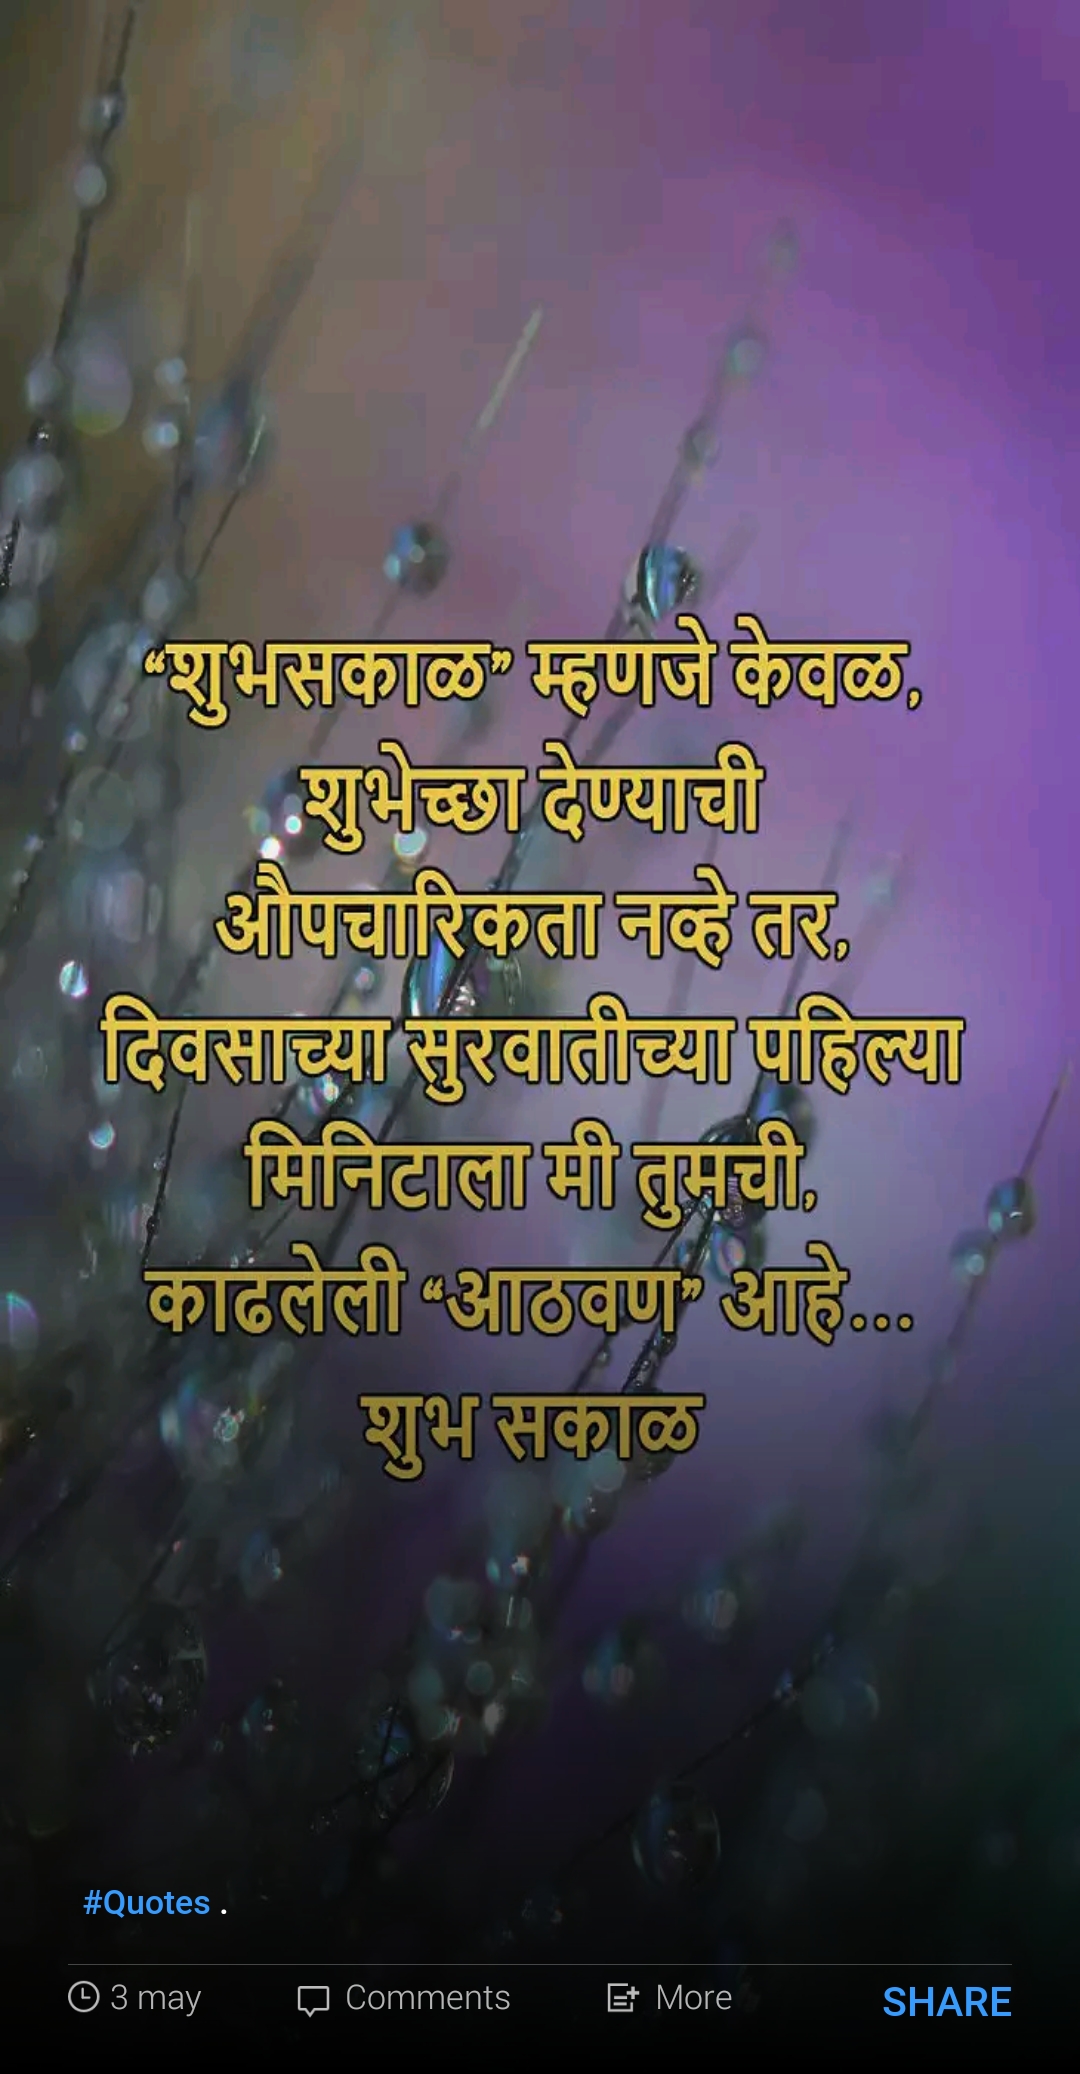 “शुभसकाळ” म्हणजे केवळ,
शुभेच्छा देण्याची
औपचारिकता नव्हे तर,
दिवसाच्या सुरवातीच्या पहिल्या
मिनिटाला मी तुमची,
काढलेली “आठवण” आहे...
शुभ सकाळ
#Quotes .
3 may Comments More SHARE